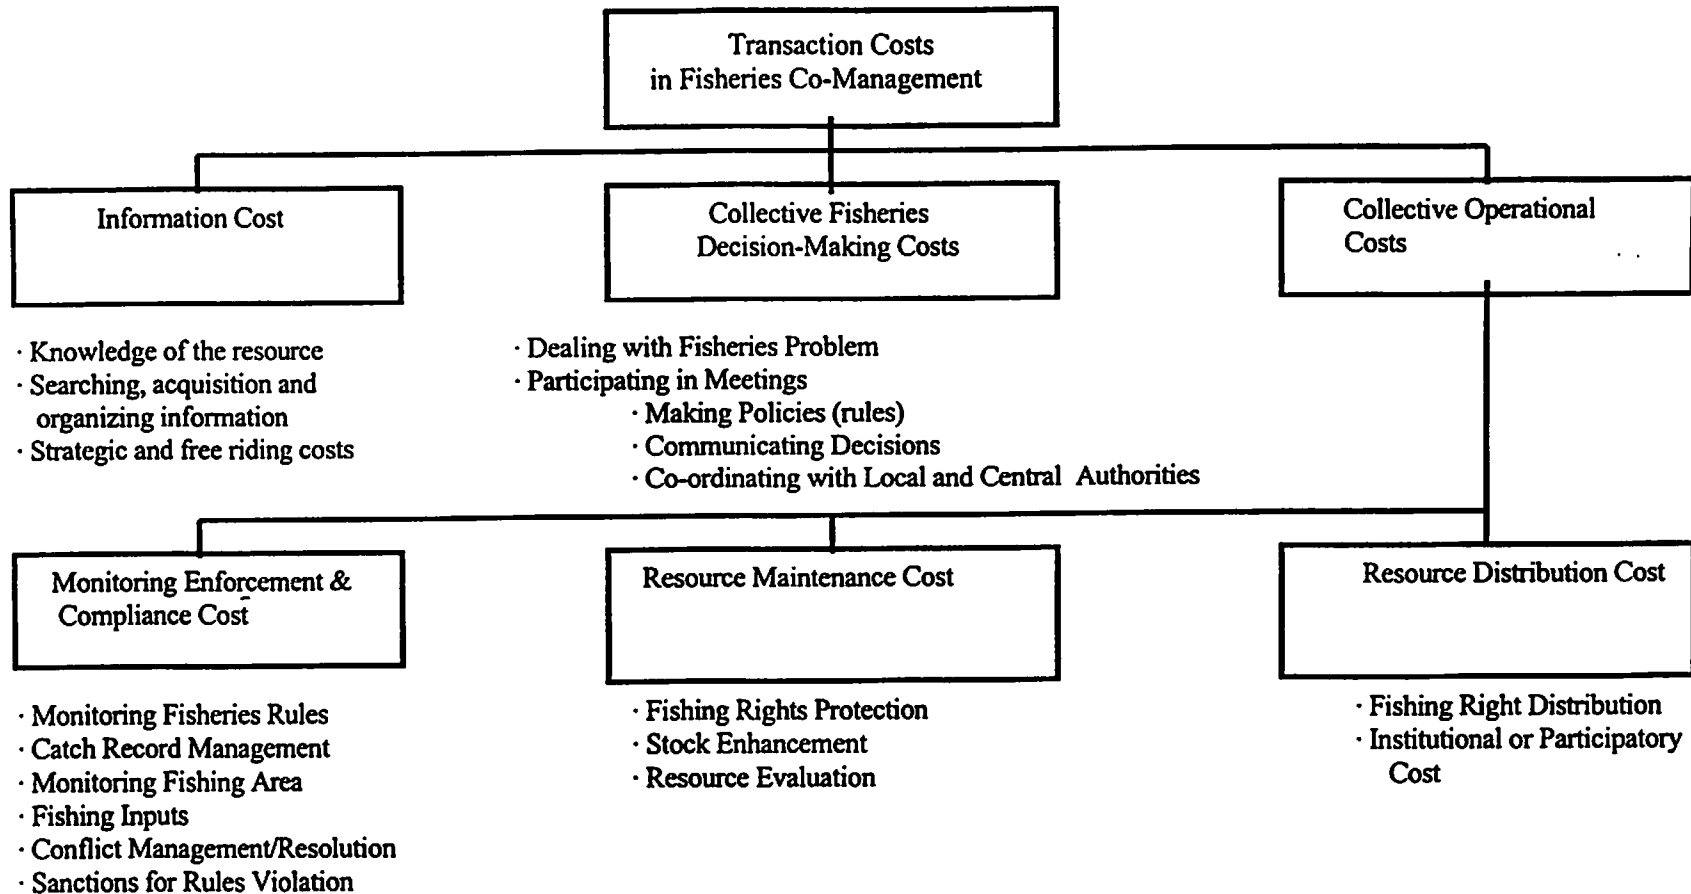 Transaction Costs
in Fisheries Co-Management
Information Cost
Collective Fisheries
Decision-Making Costs
Collective Operational
Costs
· Knowledge of the resource
· Searching, acquisition and
organizing information
· Strategic and free riding costs
· Dealing with Fisheries Problem
· Participating in Meetings
· Making Policies (rules)
· Communicating Decisions
· Co-ordinating with Local and Central Authorities
Monitoring Enforcement &
Compliance Cost
Resource Maintenance Cost
Resource Distribution Cost
· Monitoring Fisheries Rules
· Catch Record Management
· Monitoring Fishing Area
· Fishing Inputs
· Conflict Management/Resolution
· Sanctions for Rules Violation
· Fishing Rights Protection
· Stock Enhancement
· Resource Evaluation
· Fishing Right Distribution
· Institutional or Participatory
Cost